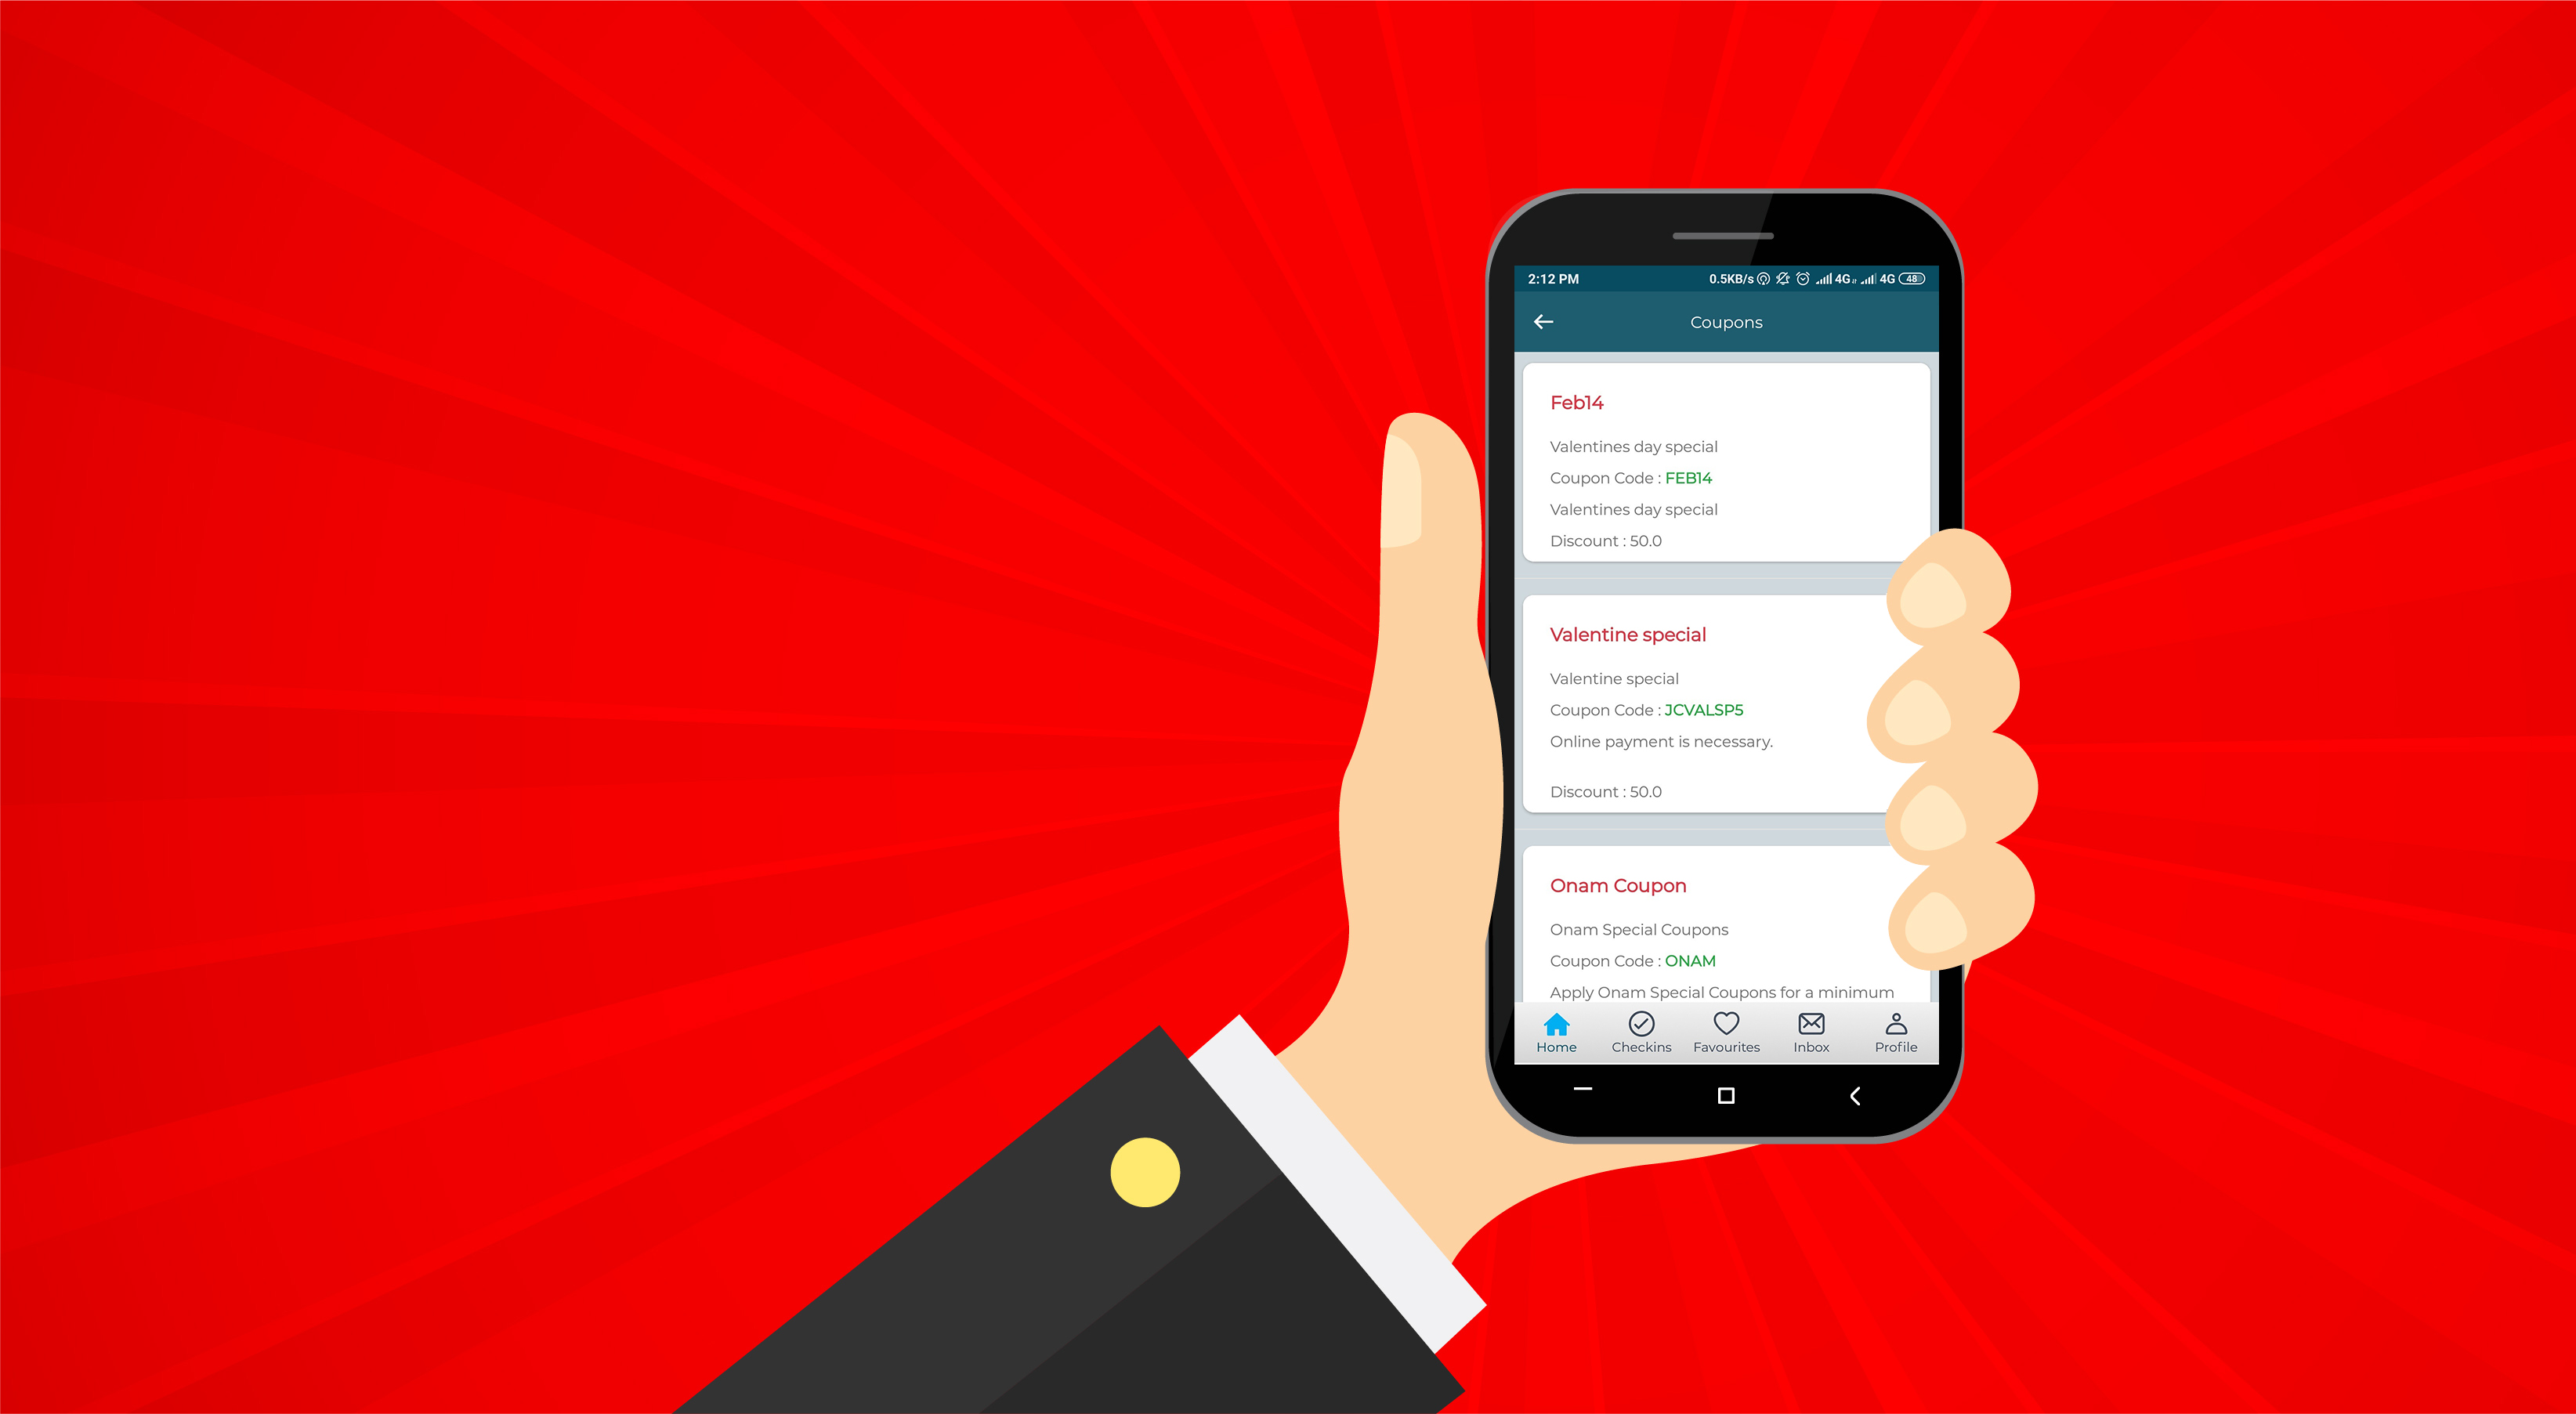 2:12 PM 0.5KB/s 4G 4G 48
Coupons
Feb14
Valentines day special
Coupon Code : FEB14
Valentines day special
Discount : 50.0
Valentine special
Valentine special
Coupon Code : JCVALSP5
Online payment is necessary.
Discount : 50.0
Onam Coupon
Onam Special Coupons
Coupon Code : ONAM
Apply Onam Special Coupons for a minimum
Home Checkins Favourites Inbox Profile